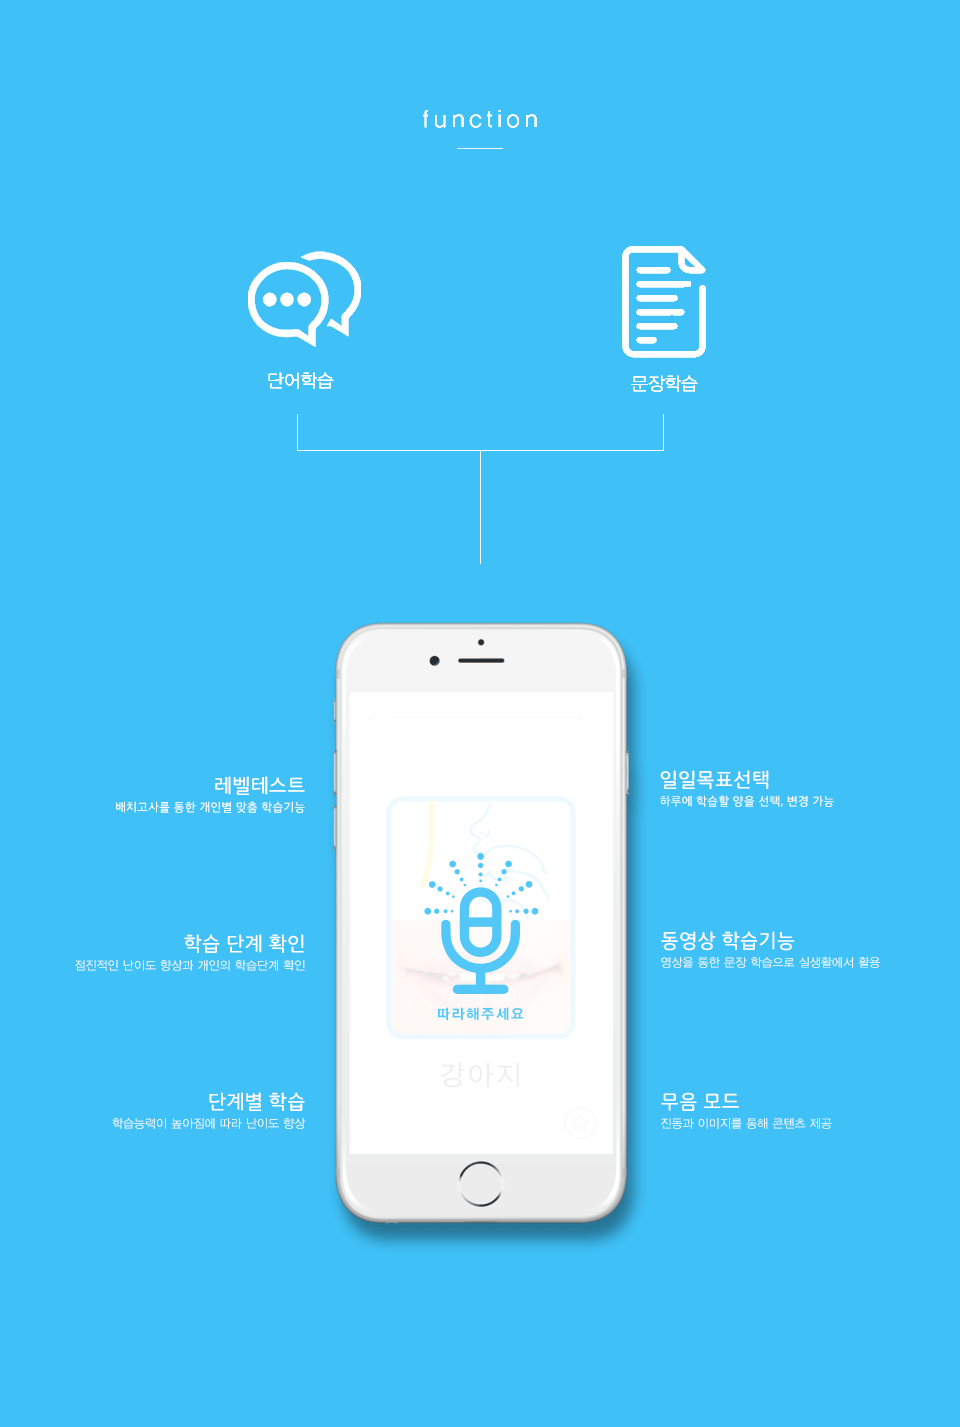 function
단어학습
문장학습
레벨테스트
배치고사를 통한 개인별 맞춤 학습기능
학습 단계 확인
점진적인 난이도 향상과 개인의 학습단계 확인
단계별 학습
학습능력이 높아짐에 따라 난이도 향상
따라해주세요
강아지
일일목표선택
하루에 학습할 양을 선택, 변경 가능
동영상 학습기능
영상을 통한 문장 학습으로 실생활에서 활용
무음 모드
진동과 이미지를 통해 콘텐츠 제공